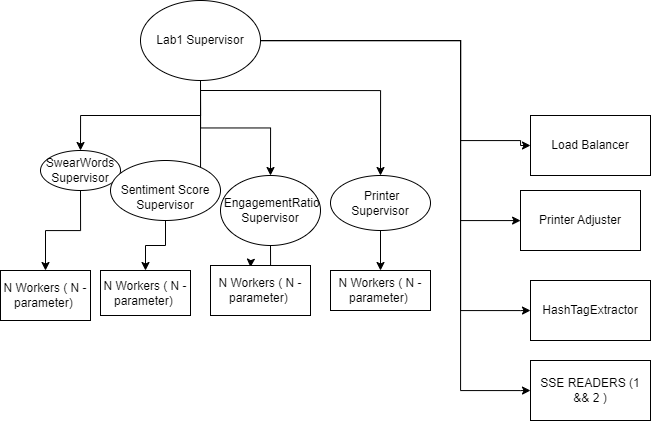 Lab1 Supervisor
SwearWords
Supervisor
Sentiment Score
Supervisor
EngagementRatio
Supervisor
Printer
Supervisor
N Workers ( N -
parameter)
N Workers ( N -
parameter)
N Workers ( N -
parameter)
N Workers ( N -
parameter)
Load Balancer
Printer Adjuster
HashTagExtractor
SSE READERS (1
&& 2 )